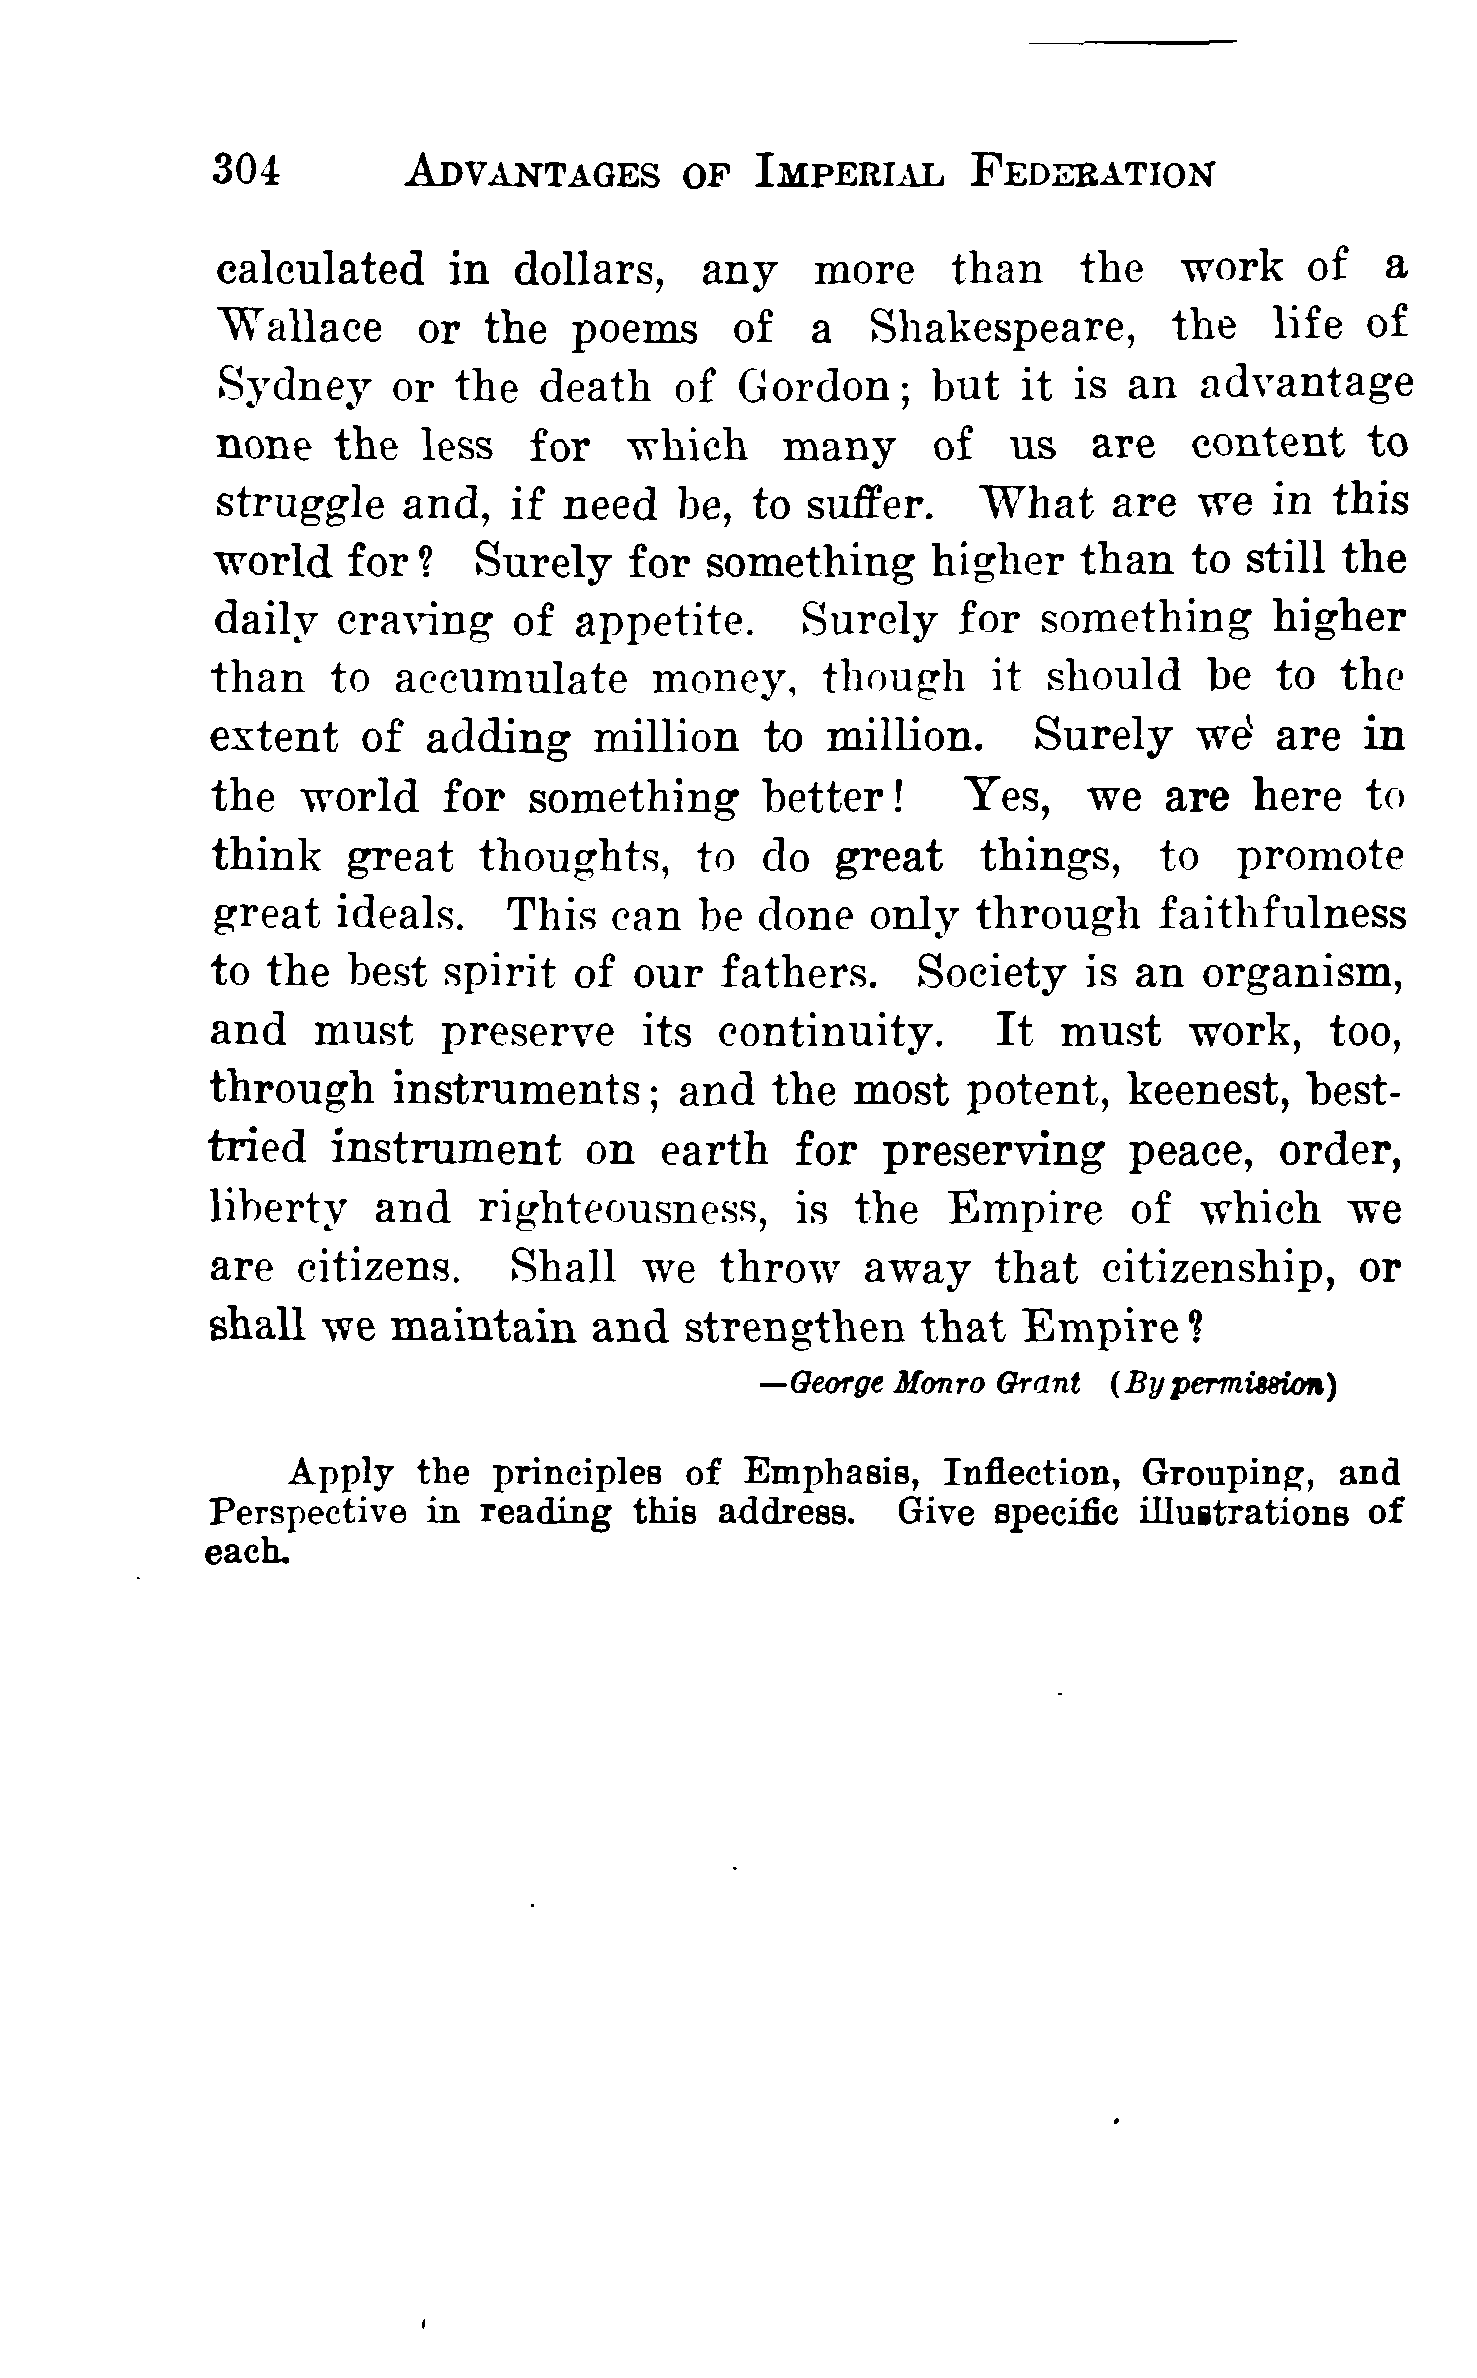 304 ADVANTAGES OF IMPERIAL FEDERATION
calculated in dollars, any more than the work of a
Wallace or the poems of a Shakespeare, the life of
Sydney or the death of Gordon; but it is an advantage
none the less for which many of us are content to
struggle and, if need be, to suffer. What are we in this
world for? Surely for something higher than to still the
daily craving of appetite. Surely for something higher
than to accumulate money, though it should be to the
extent of adding million to million. Surely we are in
the world for something better! Yes, we are here to
think great thoughts, to do great things, to promote
great ideals. This can be done only through faithfulness
to the best spirit of our fathers. Society is an organism,
and must preserve its continuity. It must work, too,
through instruments; and the most potent, keenest, best-
tried instrument on earth for preserving peace, order,
liberty and righteousness, is the Empire of which we
are citizens. Shall we throw away that citizenship, or
shall we maintain and strengthen that Empire?
—George Monro Grant (By permission)
Apply the principles of Emphasis, Inflection, Grouping, and
Perspective in reading this address. Give specific illustrations of
each.